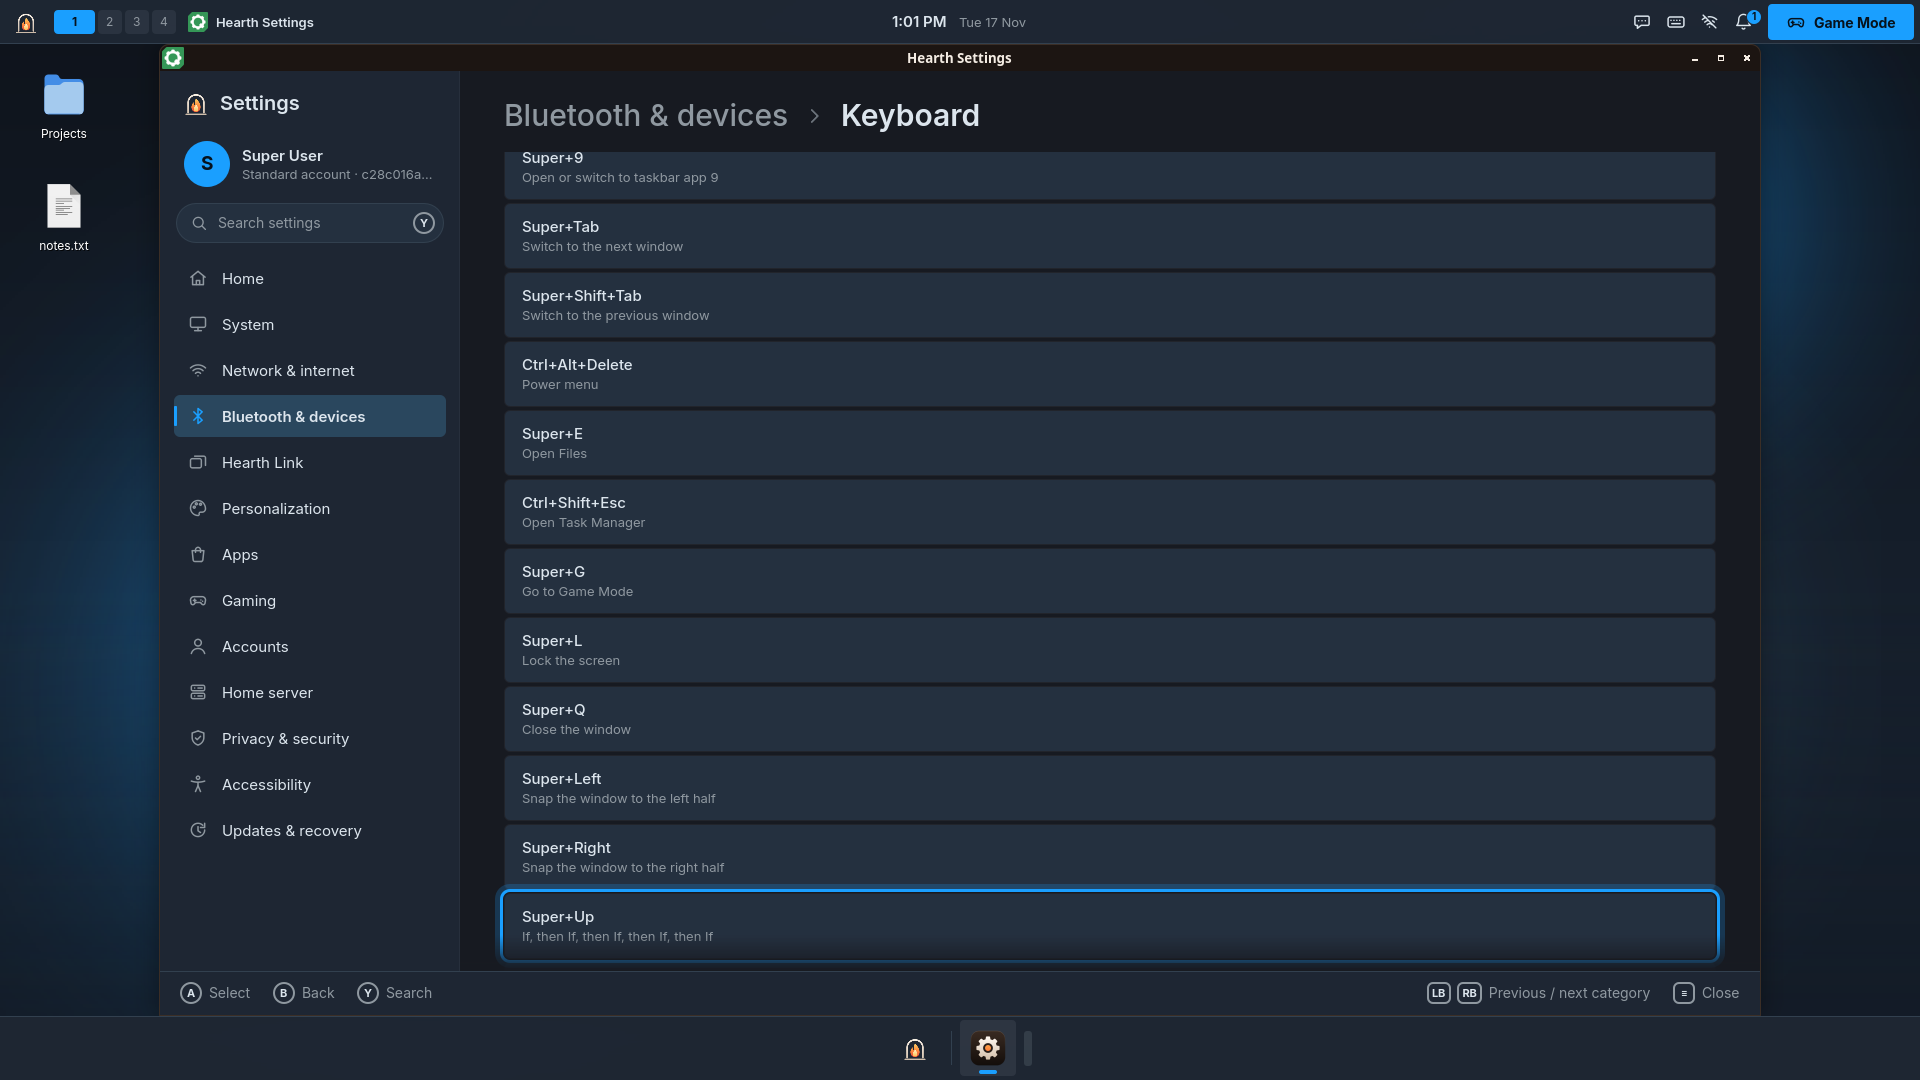 1 2 3 4 Hearth Settings 1:01 PM Tue 17 Nov 1 Game Mode
Hearth Settings
Projects
notes.txt
Settings
S Super User
Standard account · c28c016a...
Search settings Y
Home
System
Network & internet
Bluetooth & devices
Hearth Link
Personalization
Apps
Gaming
Accounts
Home server
Privacy & security
Accessibility
Updates & recovery
Bluetooth & devices > Keyboard
Super+9
Open or switch to taskbar app 9
Super+Tab
Switch to the next window
Super+Shift+Tab
Switch to the previous window
Ctrl+Alt+Delete
Power menu
Super+E
Open Files
Ctrl+Shift+Esc
Open Task Manager
Super+G
Go to Game Mode
Super+L
Lock the screen
Super+Q
Close the window
Super+Left
Snap the window to the left half
Super+Right
Snap the window to the right half
Super+Up
If, then If, then If, then If, then If
A Select B Back Y Search LB RB Previous / next category Close